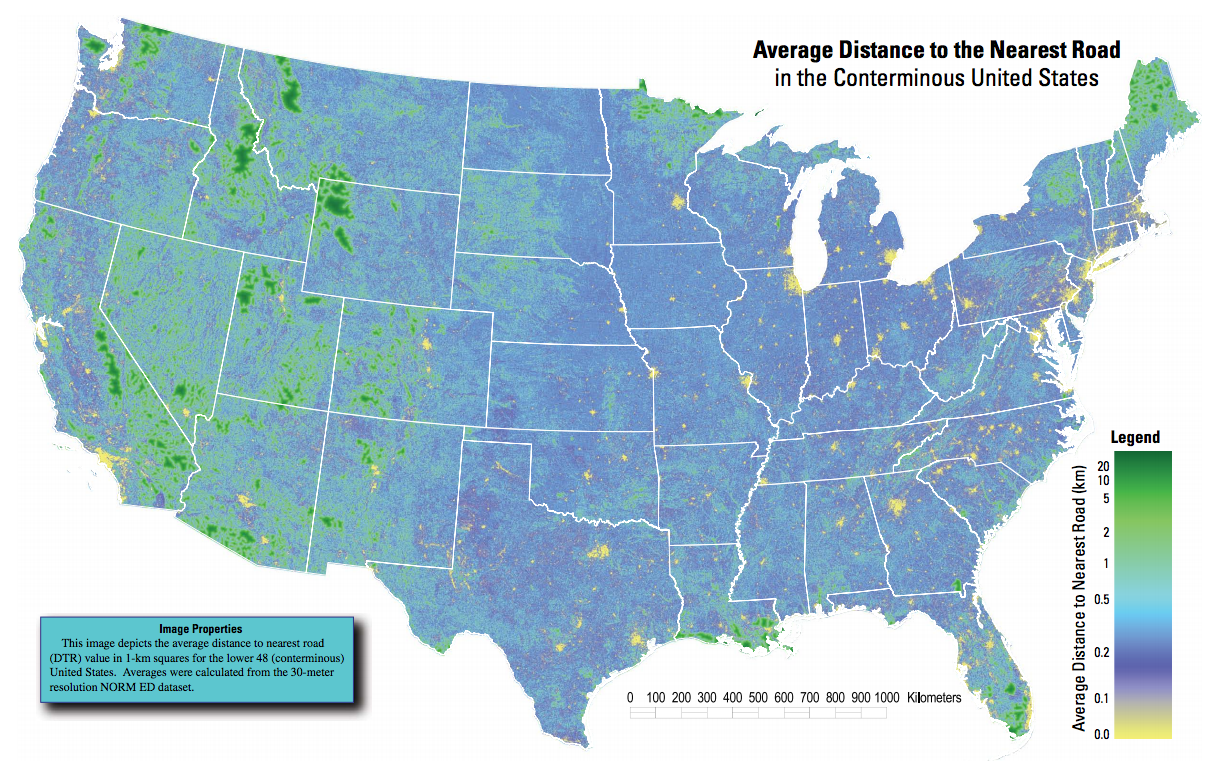 Average Distance to the Nearest Road
in the Conterminous United States
Legend
Average Distance to Nearest Road (km)
20
10
5
2
1
0.5
0.2
0.1
0.0
Image Properties
This image depicts the average distance to nearest road
(DTR) value in 1-km squares for the lower 48 (conterminous)
United States. Averages were calculated from the 30-meter
resolution NORM ED dataset.
0 100 200 300 400 500 600 700 800 900 1000 Kilometers